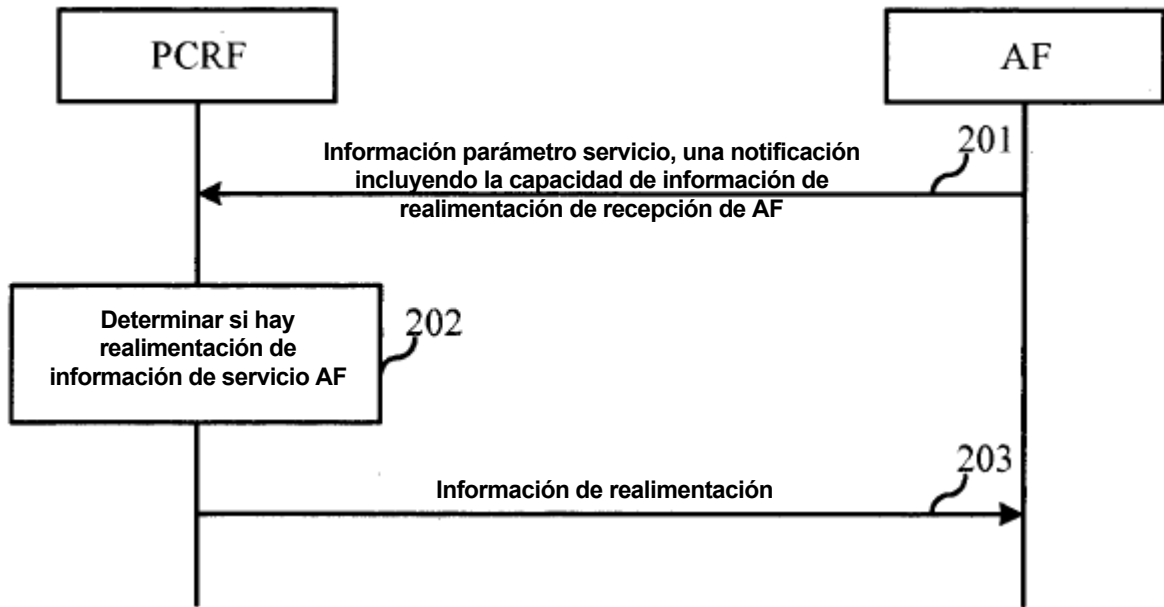 PCRF
AF
201
Información parámetro servicio, una notificación
incluyendo la capacidad de información de
realimentación de recepción de AF
Determinar si hay
realimentación de
información de servicio AF
202
203
Información de realimentación